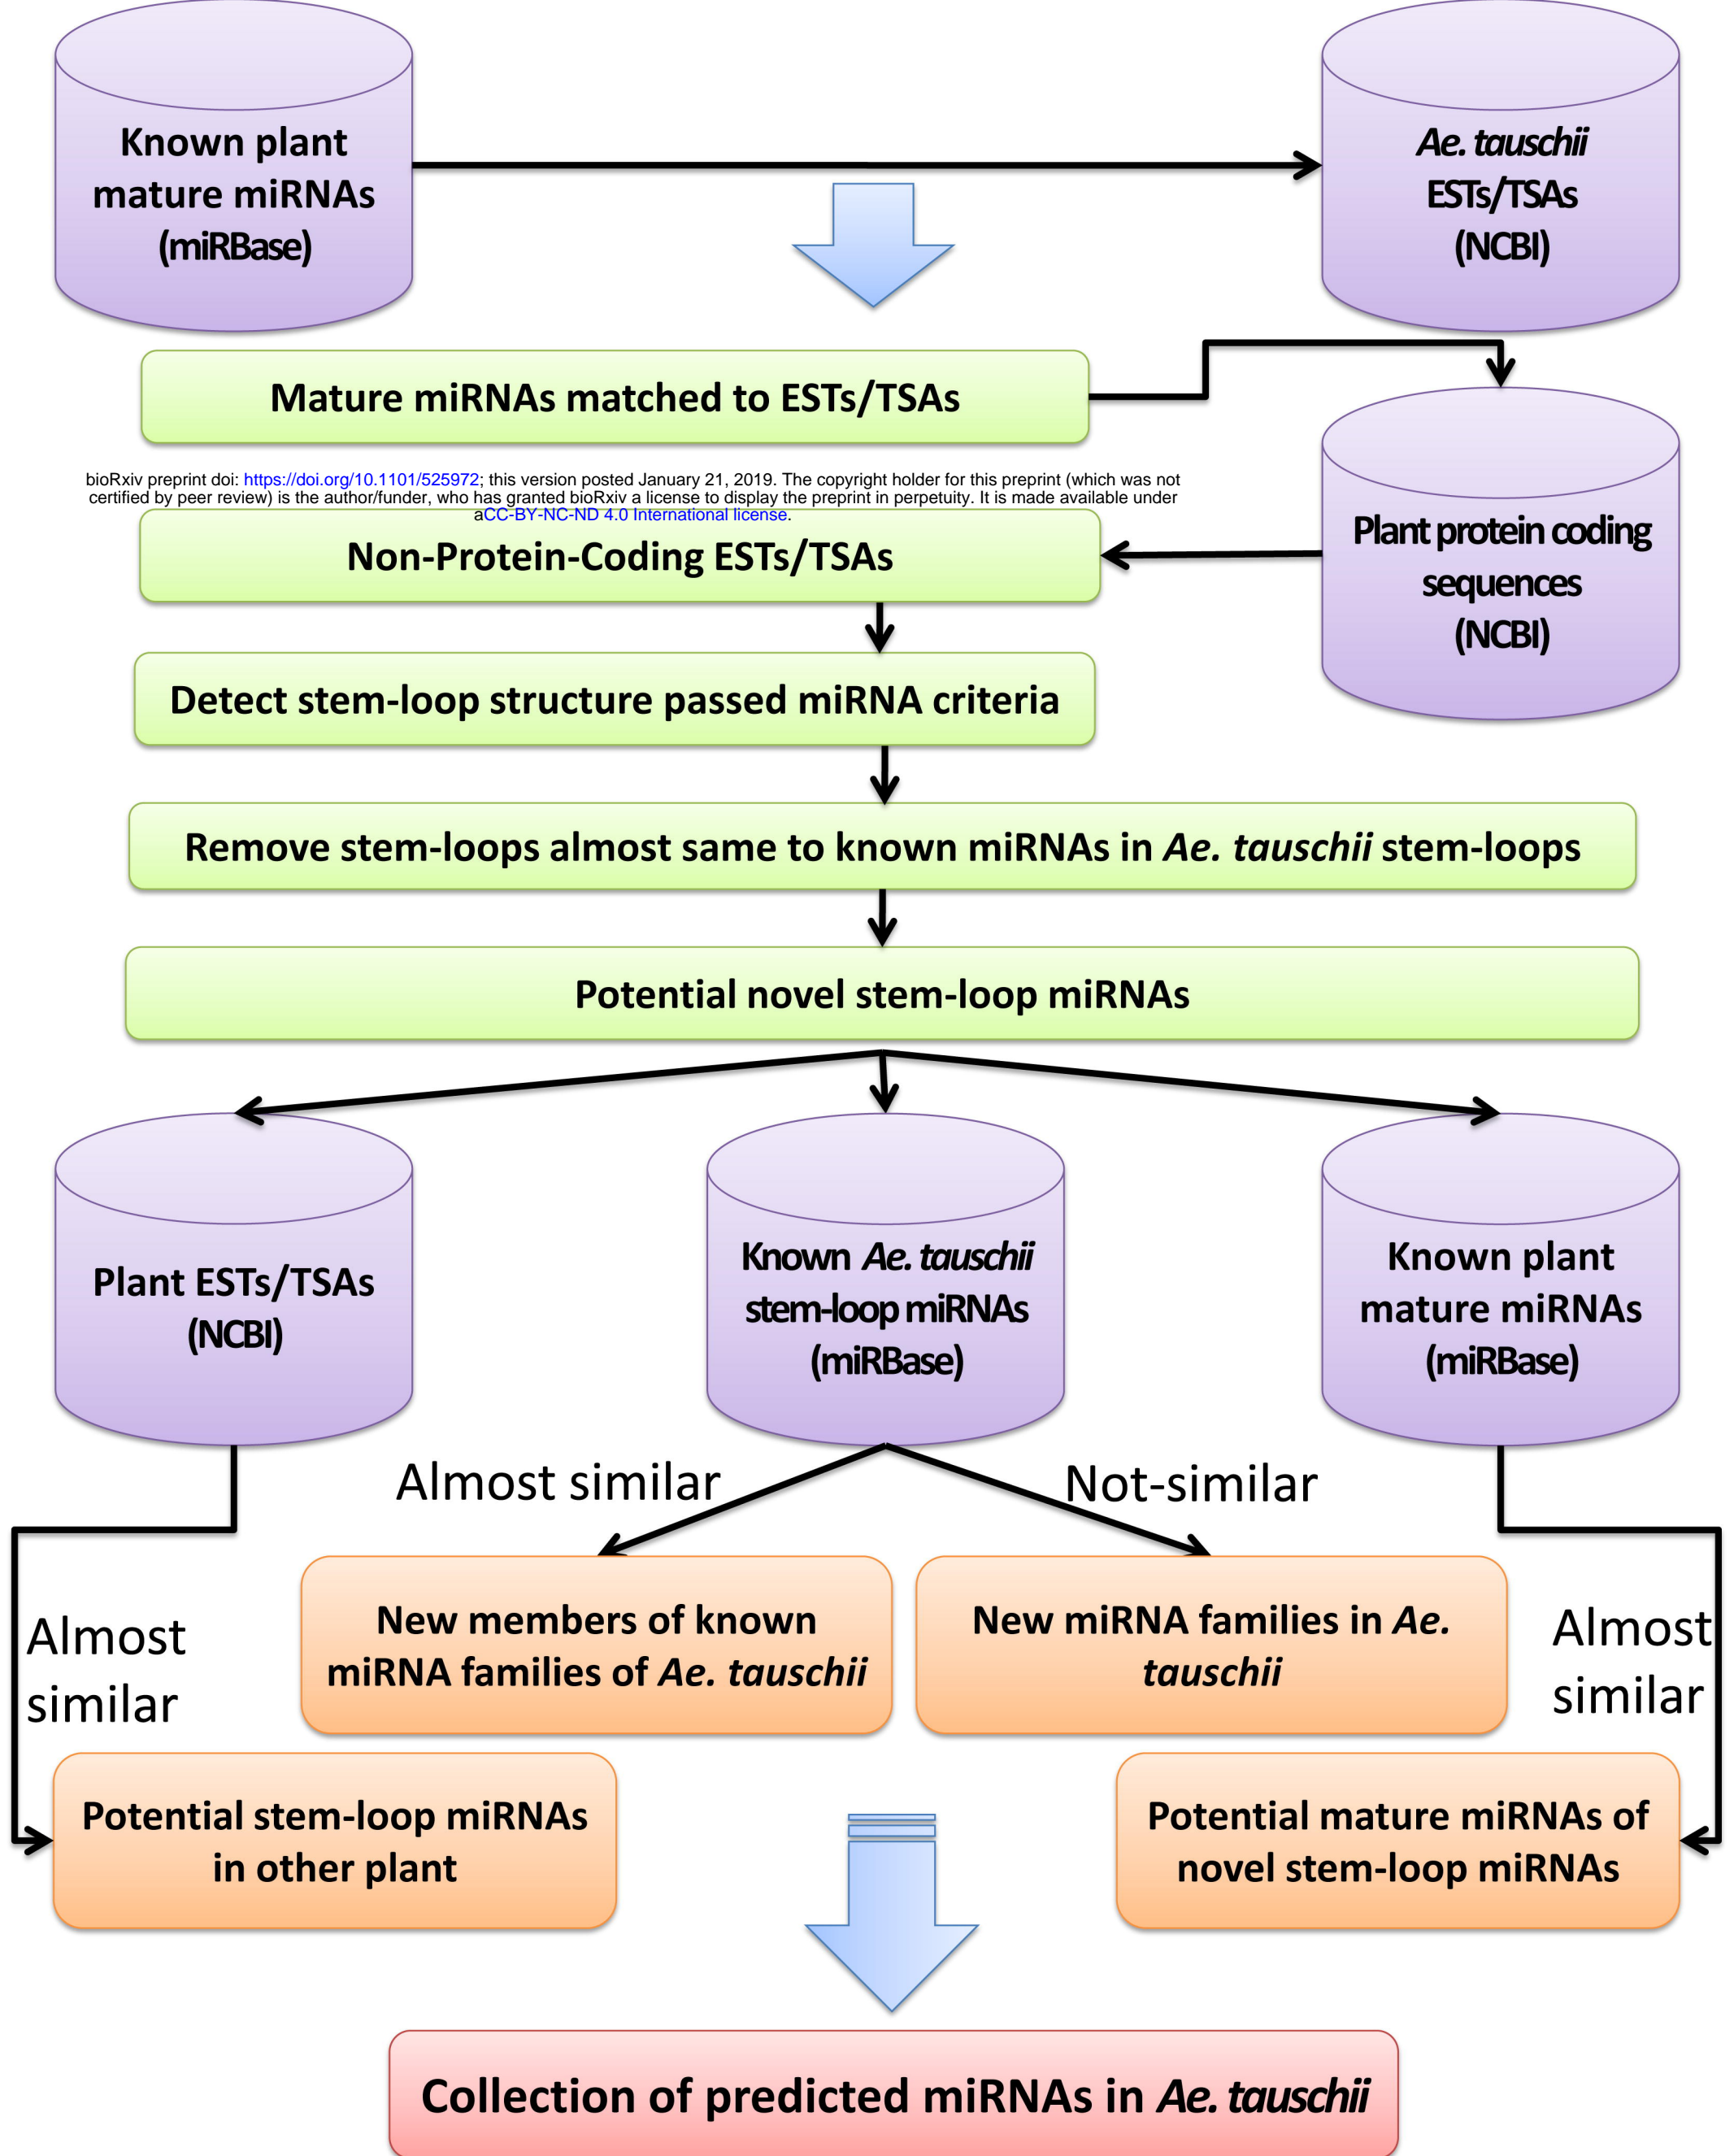 Known plant
mature miRNAs
(miRBase)
Ae. tauschii
ESTs/TSAs
(NCBI)
Mature miRNAs matched to ESTs/TSAs
bioRxiv preprint doi: https://doi.org/10.1101/525972; this version posted January 21, 2019. The copyright holder for this preprint (which was not
certified by peer review) is the author/funder, who has granted bioRxiv a license to display the preprint in perpetuity. It is made available under
aCC-BY-NC-ND 4.0 International license.
Non-Protein-Coding ESTs/TSAs
Plant protein coding
sequences
(NCBI)
Detect stem-loop structure passed miRNA criteria
Remove stem-loops almost same to known miRNAs in Ae. tauschii stem-loops
Potential novel stem-loop miRNAs
Plant ESTs/TSAs
(NCBI)
Known Ae. tauschii
stem-loop miRNAs
(miRBase)
Known plant
mature miRNAs
(miRBase)
Almost similar
Not-similar
Almost
similar
New members of known
miRNA families of Ae. tauschii
New miRNA families in Ae.
tauschii
Almost
similar
Potential stem-loop miRNAs
in other plant
Potential mature miRNAs of
novel stem-loop miRNAs
Collection of predicted miRNAs in Ae. tauschii